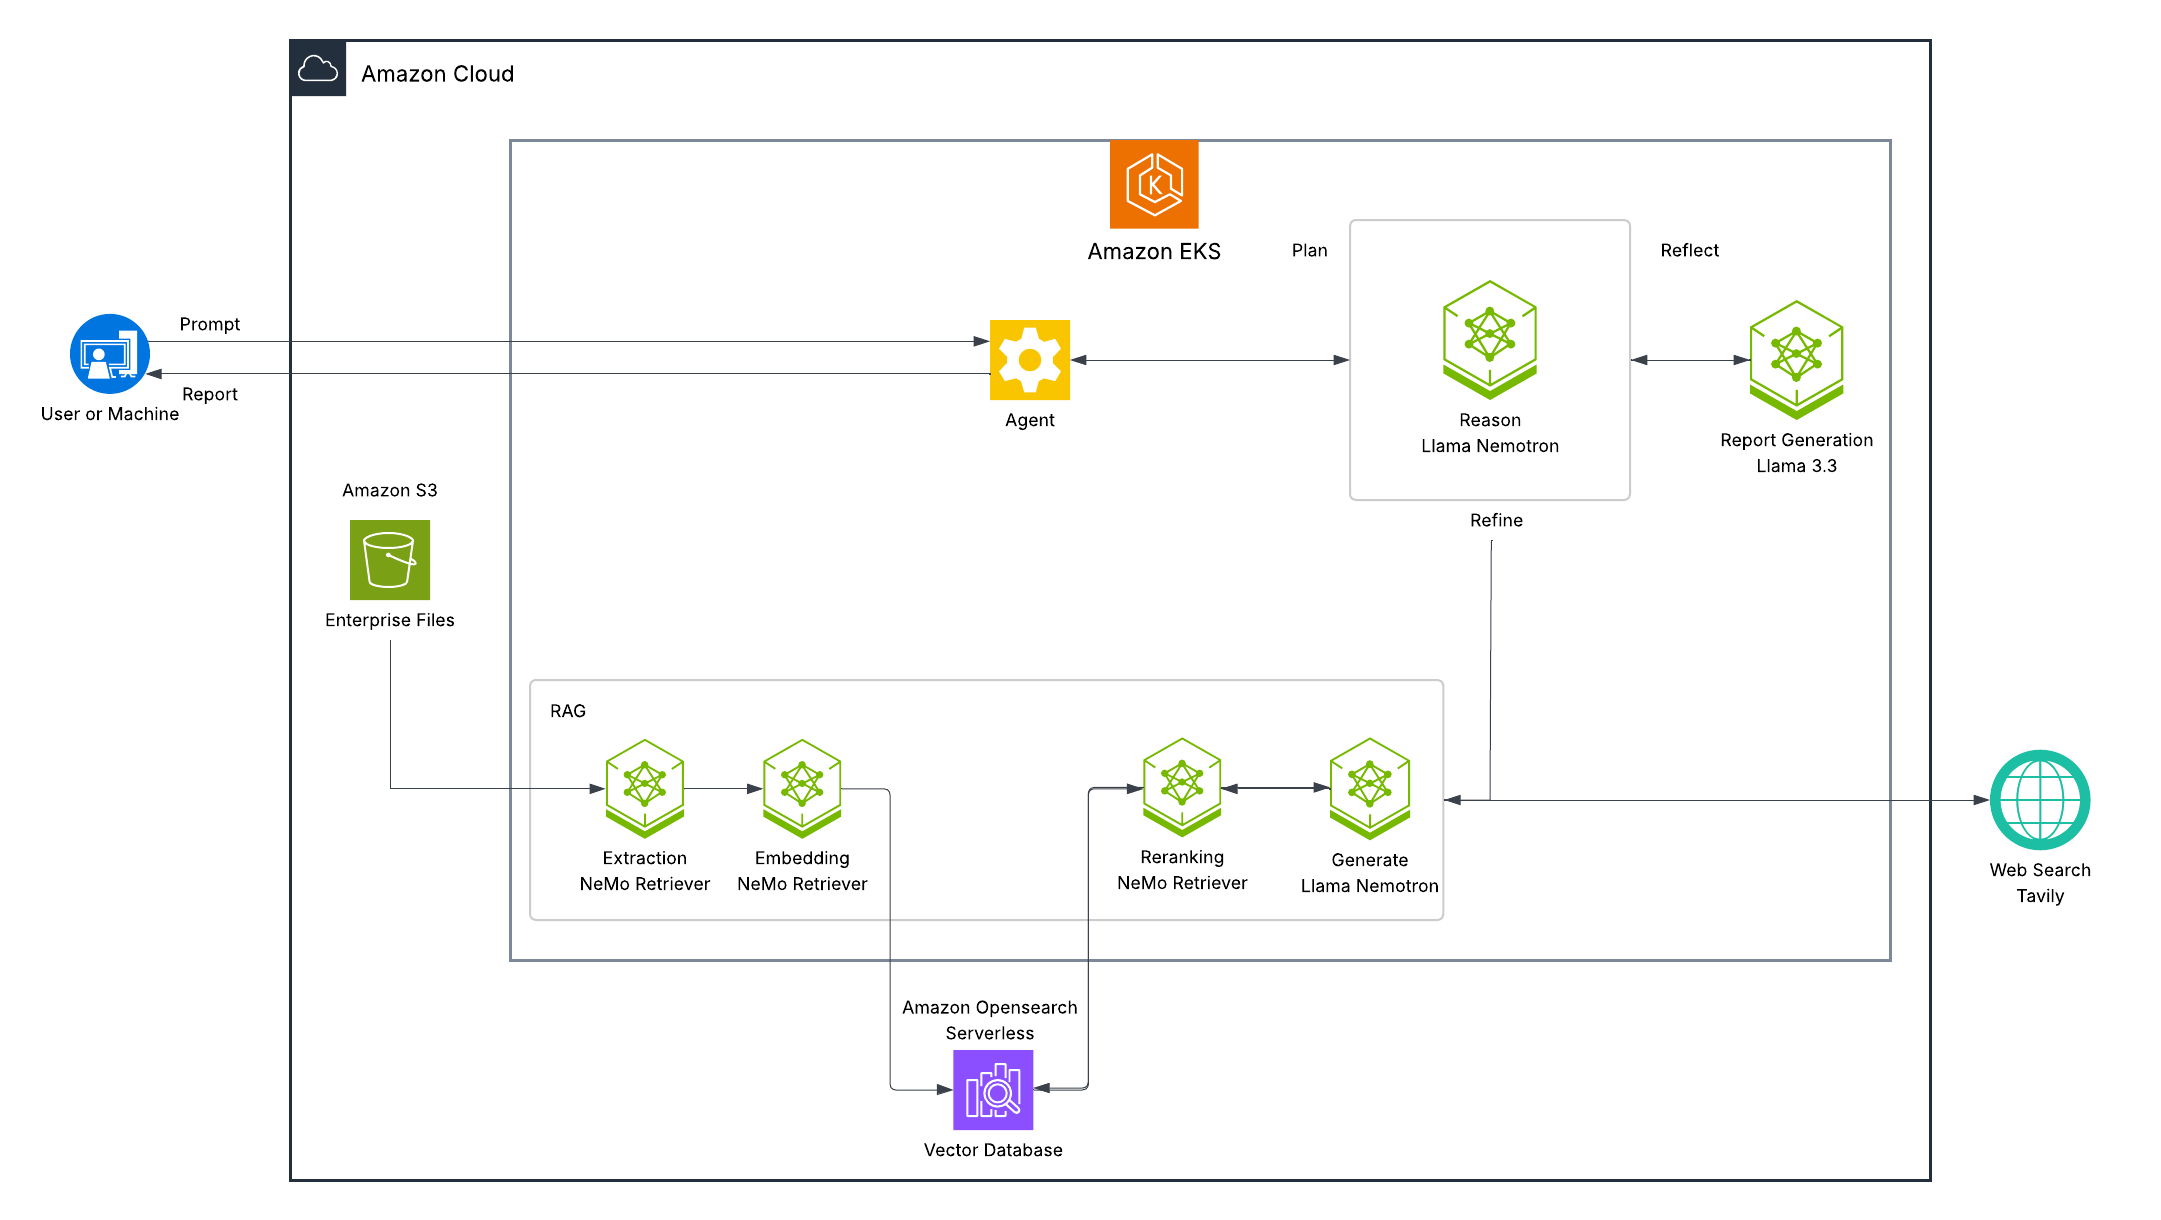 Amazon Cloud
Amazon EKS
Plan
Reflect
Prompt
Report
User or Machine
Agent
Reason
Llama Nemotron
Report Generation
Llama 3.3
Amazon S3
Enterprise Files
Refine
RAG
Extraction
NeMo Retriever
Embedding
NeMo Retriever
Reranking
NeMo Retriever
Generate
Llama Nemotron
Web Search
Tavily
Amazon Opensearch
Serverless
Vector Database